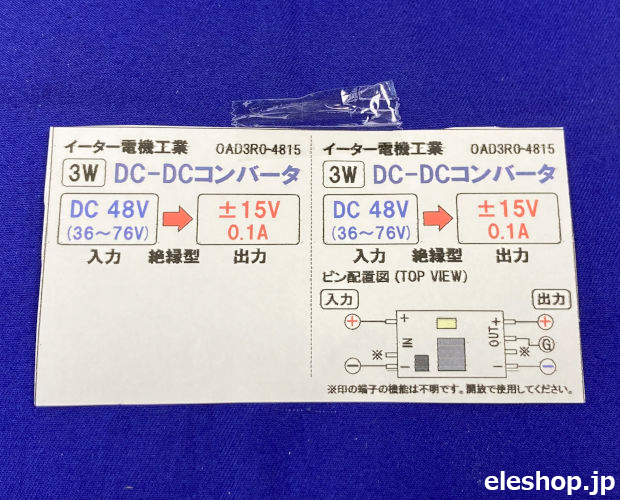 イーター電機工業 OAD3R0-4815
3W DC-DCコンバータ
DC 48V ±15V
(36～76V) 0.1A
入力 絶縁型 出力
イーター電機工業 OAD3R0-4815
3W DC-DCコンバータ
DC 48V ±15V
(36～76V) 0.1A
入力 絶縁型 出力
ピン配置図(TOP VIEW)
入力 出力
+ + + +
IN OUT G
※ ※
- - - -
※印の端子の機能は不明です。開放で使用してください。
eleshop.jp